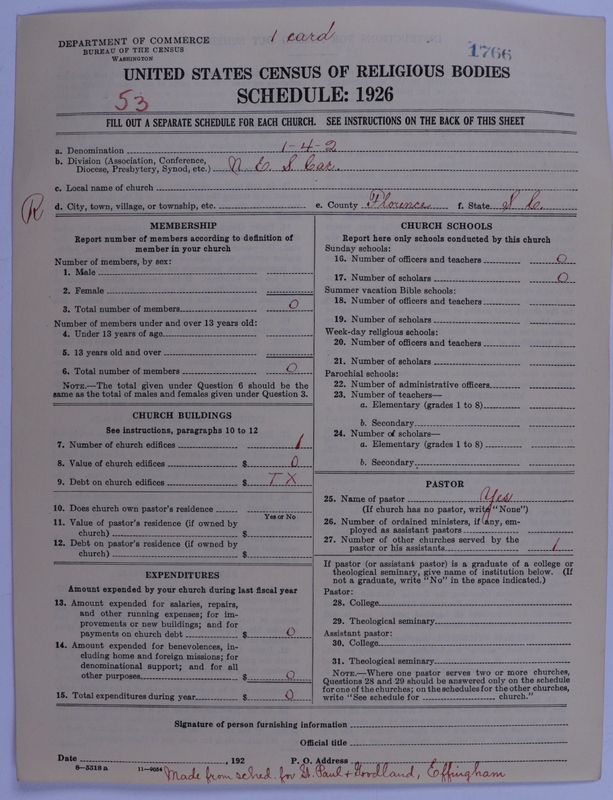 1 card
DEPARTMENT OF COMMERCE
BUREAU OF THE CENSUS
WASHINGTON
1766
UNITED STATES CENSUS OF RELIGIOUS BODIES
53
SCHEDULE: 1926
FILL OUT A SEPARATE SCHEDULE FOR EACH CHURCH. SEE INSTRUCTIONS ON THE BACK OF THIS SHEET
a. Denomination 1-4-2
b. Division (Association, Conference,
Diocese, Presbytery, Synod, etc.) N. E. S. Car.
c. Local name of church
R
d. City, town, village, or township, etc. e. County Florence f. State S C.
MEMBERSHIP
Report number of members according to definition of
member in your church
Number of members, by sex:
1. Male
2. Female
3. Total number of members 0
Number of members under and over 13 years old:
4. Under 13 years of age
5. 13 years old and over
6. Total number of members 0
NOTE.—The total given under Question 6 should be the
same as the total of males and females given under Question 3.
CHURCH BUILDINGS
See instructions, paragraphs 10 to 12
7. Number of church edifices 1
8. Value of church edifices $ 0
9. Debt on church edifices $ TX
10. Does church own pastor's residence
Yes or No
11. Value of pastor's residence (if owned by
church) $
12. Debt on pastor's residence (if owned by
church) $
EXPENDITURES
Amount expended by your church during last fiscal year
13. Amount expended for salaries, repairs,
and other running expenses; for im-
provements or new buildings; and for
payments on church debt $ 0
14. Amount expended for benevolences, in-
cluding home and foreign missions; for
denominational support; and for all
other purposes $ 0
15. Total expenditures during year $ 0
CHURCH SCHOOLS
Report here only schools conducted by this church
Sunday schools:
16. Number of officers and teachers 0
17. Number of scholars 0
Summer vacation Bible schools:
18. Number of officers and teachers
19. Number of scholars
Week-day religious schools:
20. Number of officers and teachers
21. Number of scholars
Parochial schools:
22. Number of administrative officers
23. Number of teachers—
a. Elementary (grades 1 to 8)
b. Secondary
24. Number of scholars—
a. Elementary (grades 1 to 8)
b. Secondary
PASTOR
25. Name of pastor Yes
(If church has no pastor, write "None")
26. Number of ordained ministers, if any, em-
ployed as assistant pastors
27. Number of other churches served by the
pastor or his assistants 1
If pastor (or assistant pastor) is a graduate of a college or
theological seminary, give name of institution below. (If
not a graduate, write "No" in the space indicated.)
Pastor:
28. College
29. Theological seminary
Assistant pastor:
30. College
31. Theological seminary
NOTE.—Where one pastor serves two or more churches,
Questions 28 and 29 should be answered only on the schedule
for one of the churches; on the schedules for the other churches,
write "See schedule for church."
Signature of person furnishing information
Official title
Date , 192 P. O. Address
8-5318 a 11-9054 Made from sched. for St. Paul + Goodland, Effingham